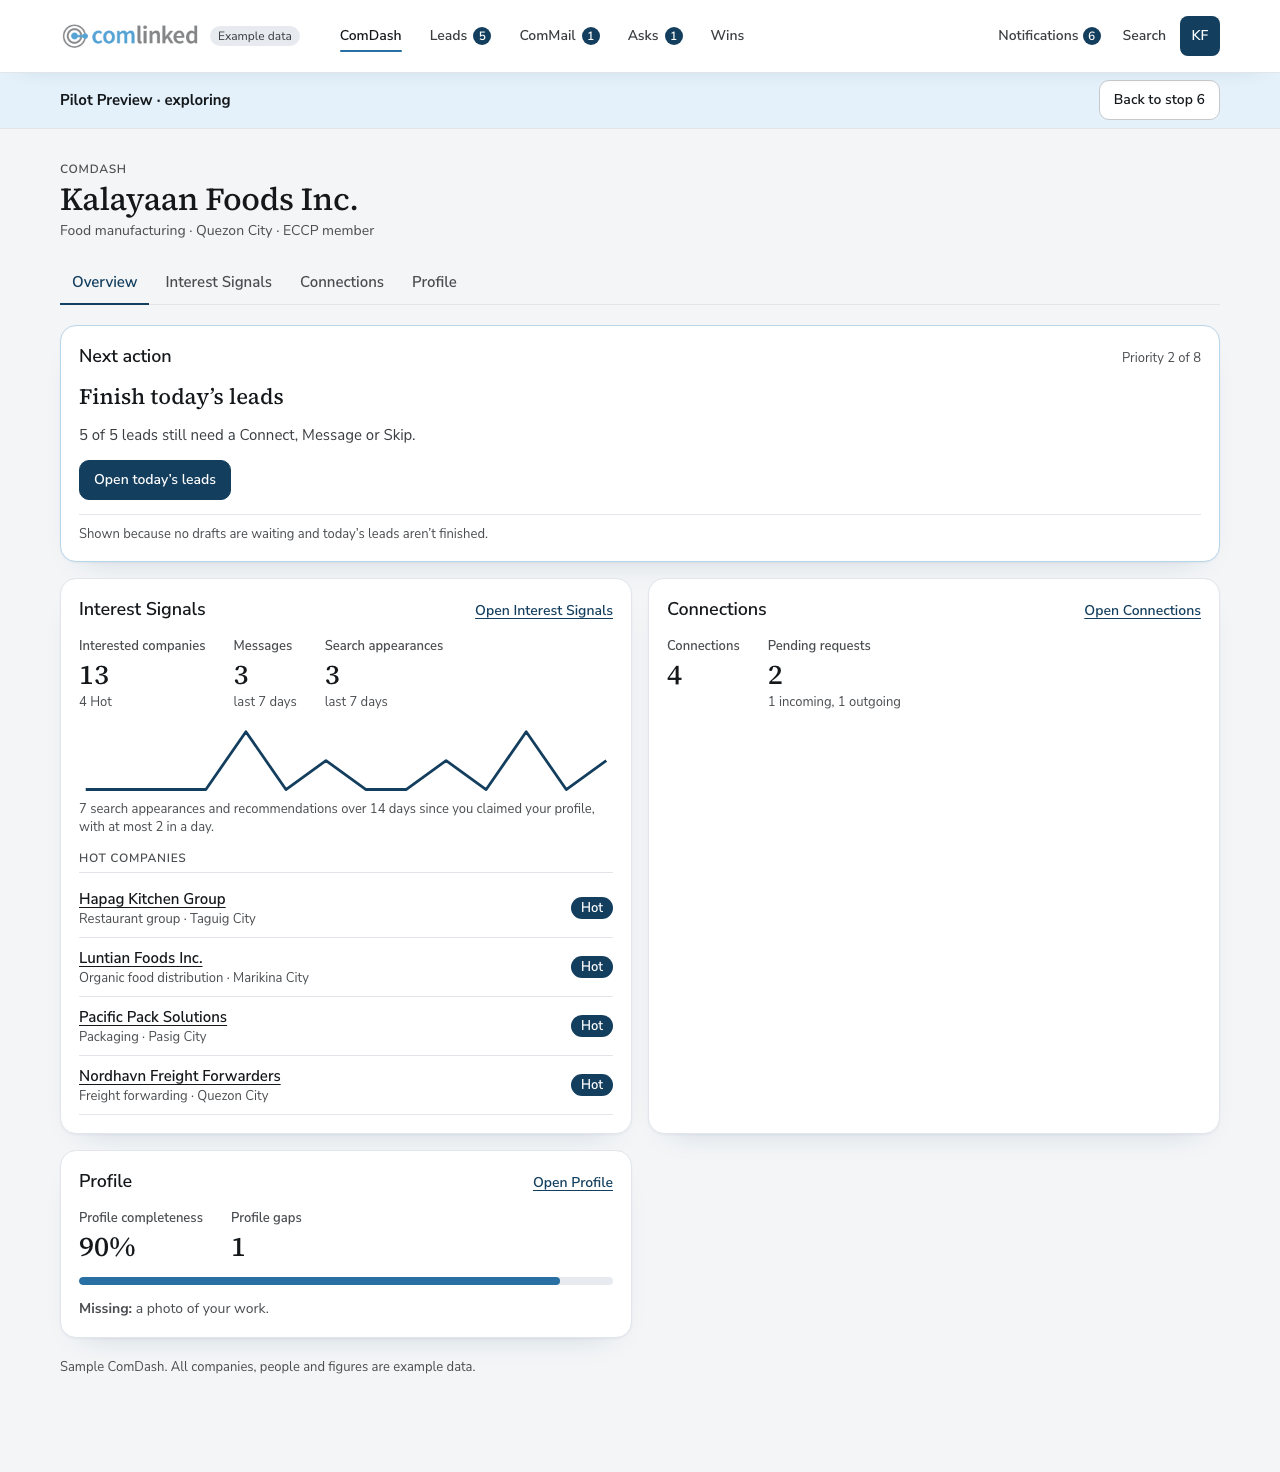 comlinked
Example data
ComDash
Leads 5
ComMail 1
Asks 1
Wins
Notifications 6
Search
KF
Pilot Preview · exploring
Back to stop 6
COMDASH
Kalayaan Foods Inc.
Food manufacturing · Quezon City · ECCP member
Overview
Interest Signals
Connections
Profile
Next action
Priority 2 of 8
Finish today’s leads
5 of 5 leads still need a Connect, Message or Skip.
Open today’s leads
Shown because no drafts are waiting and today’s leads aren’t finished.
Interest Signals
Open Interest Signals
Interested companies
13
4 Hot
Messages
3
last 7 days
Search appearances
3
last 7 days
7 search appearances and recommendations over 14 days since you claimed your profile,
with at most 2 in a day.
HOT COMPANIES
Hapag Kitchen Group
Restaurant group · Taguig City
Hot
Luntian Foods Inc.
Organic food distribution · Marikina City
Hot
Pacific Pack Solutions
Packaging · Pasig City
Hot
Nordhavn Freight Forwarders
Freight forwarding · Quezon City
Hot
Connections
Open Connections
Connections
4
Pending requests
2
1 incoming, 1 outgoing
Profile
Open Profile
Profile completeness
90%
Profile gaps
1
Missing: a photo of your work.
Sample ComDash. All companies, people and figures are example data.